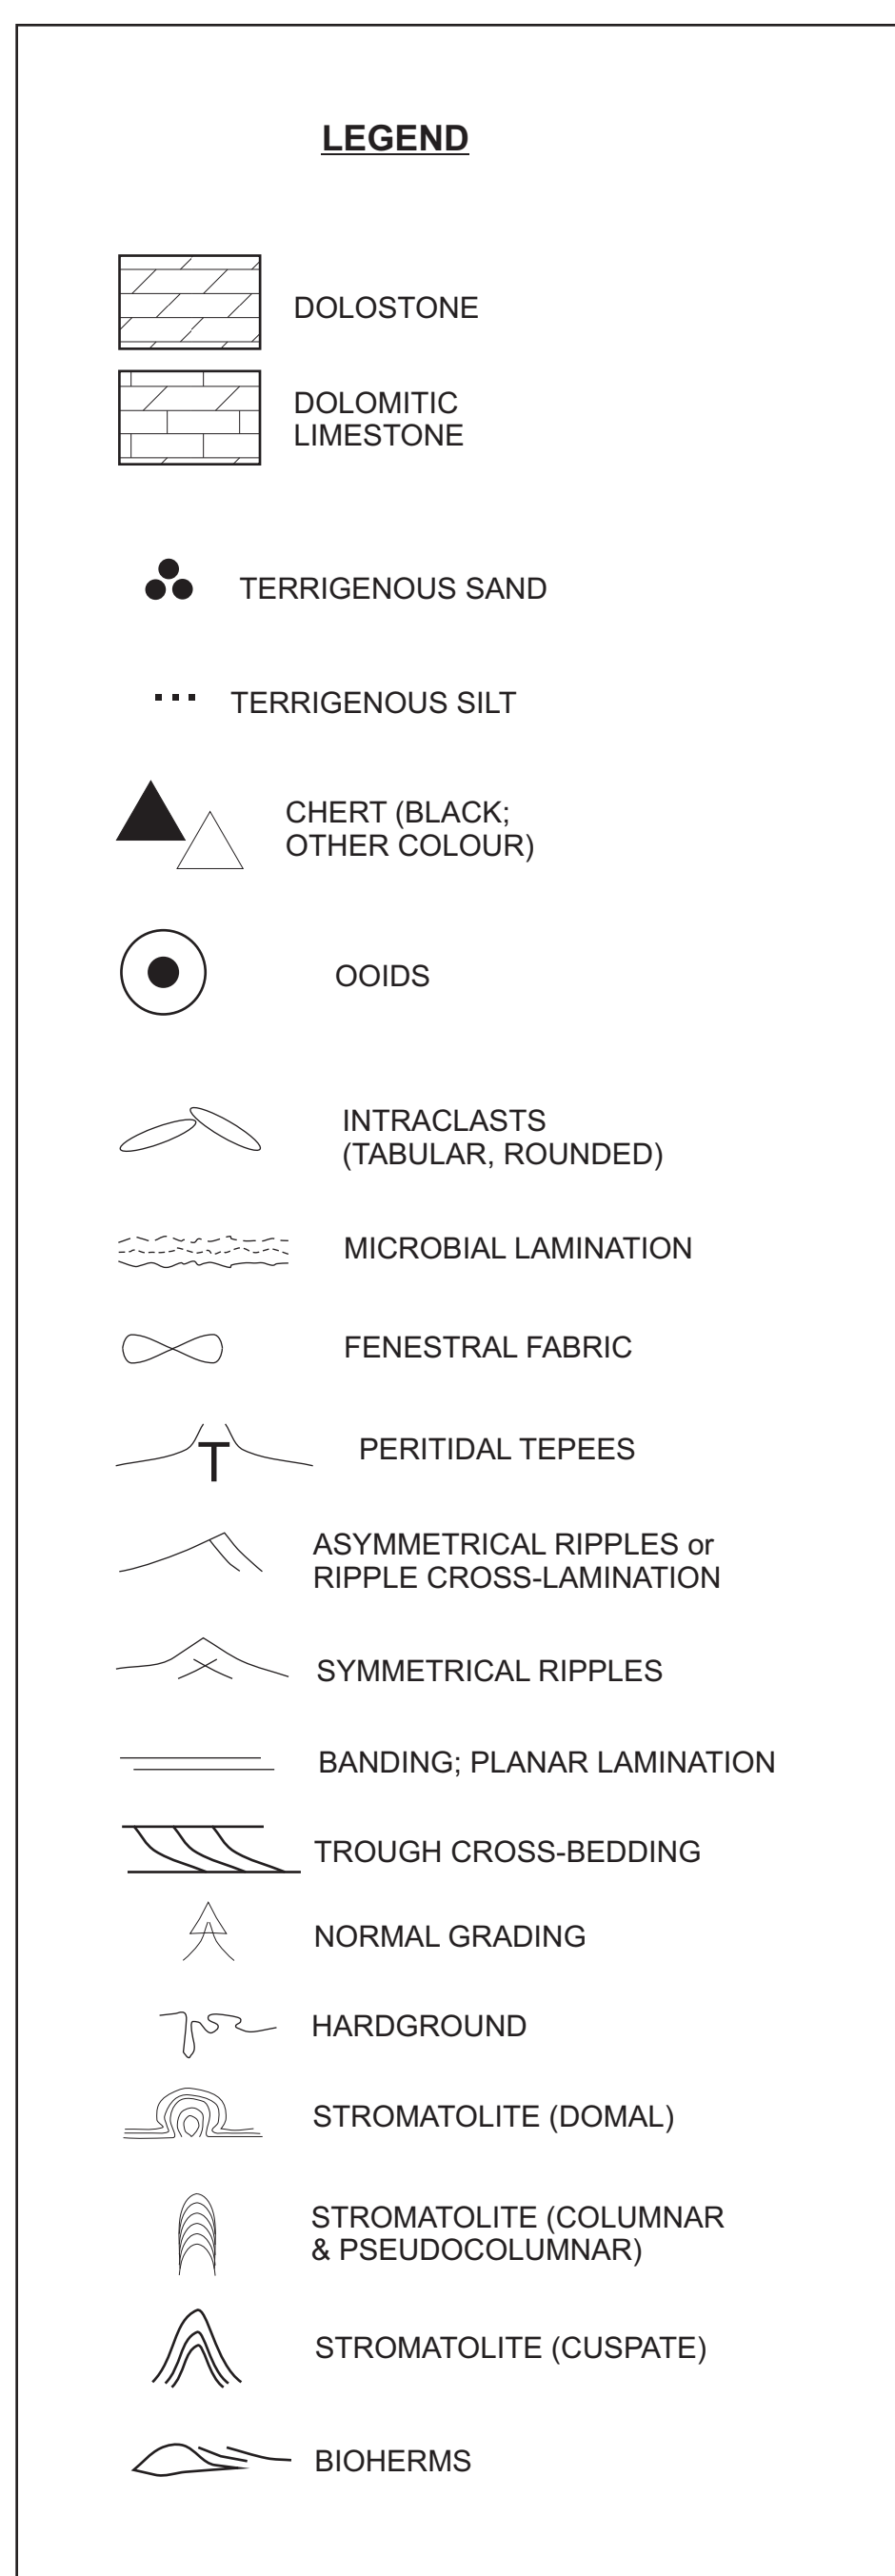 LEGEND
DOLOSTONE
DOLOMITIC
LIMESTONE
TERRIGENOUS SAND
TERRIGENOUS SILT
CHERT (BLACK;
OTHER COLOUR)
OOIDS
INTRACLASTS
(TABULAR, ROUNDED)
MICROBIAL LAMINATION
FENESTRAL FABRIC
T
PERITIDAL TEPEES
ASYMMETRICAL RIPPLES or
RIPPLE CROSS-LAMINATION
SYMMETRICAL RIPPLES
BANDING; PLANAR LAMINATION
TROUGH CROSS-BEDDING
NORMAL GRADING
HARDGROUND
STROMATOLITE (DOMAL)
STROMATOLITE (COLUMNAR
& PSEUDOCOLUMNAR)
STROMATOLITE (CUSPATE)
BIOHERMS